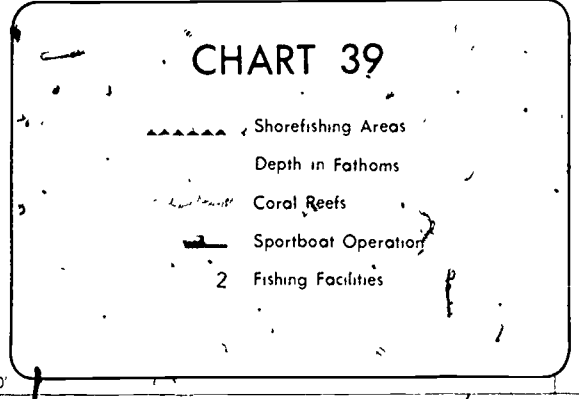 CHART 39
Shorefishing Areas
Depth in Fathoms
Coral Reefs
Sportboat Operation
2 Fishing Facilities